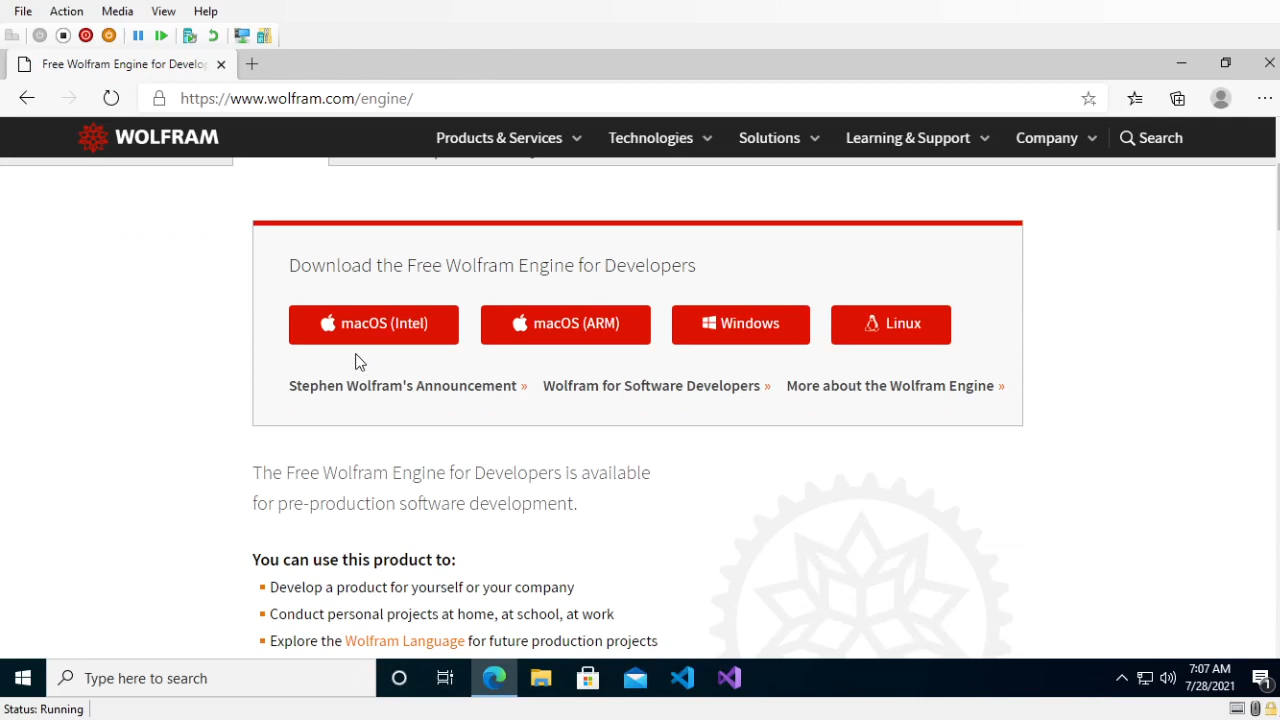 File Action Media View Help
Free Wolfram Engine for Develop
https://www.wolfram.com/engine/
WOLFRAM Products & Services Technologies Solutions Learning & Support Company Search
Download the Free Wolfram Engine for Developers
macOS (Intel) macOS (ARM) Windows Linux
Stephen Wolfram's Announcement » Wolfram for Software Developers » More about the Wolfram Engine »
The Free Wolfram Engine for Developers is available
for pre-production software development.
You can use this product to:
Develop a product for yourself or your company
Conduct personal projects at home, at school, at work
Explore the Wolfram Language for future production projects
Type here to search
7:07 AM
7/28/2021
1
Status: Running